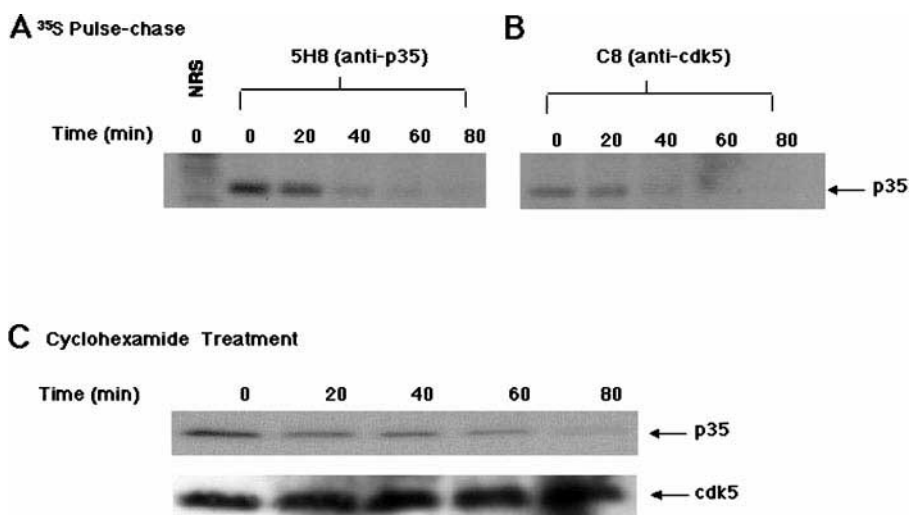 A ³⁵S Pulse-chase
5H8 (anti-p35)
NRS
Time (min) 0 0 20 40 60 80
B
C8 (anti-cdk5)
0 20 40 60 80
p35
C Cyclohexamide Treatment
Time (min) 0 20 40 60 80
p35
cdk5